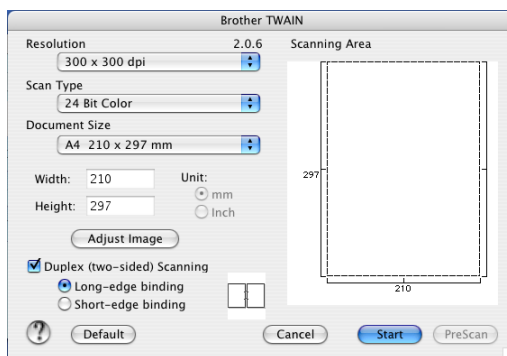 Brother TWAIN
Resolution 2.0.6
300 x 300 dpi
Scan Type
24 Bit Color
Document Size
A4 210 x 297 mm
Width: 210
Height: 297
Unit:
mm
Inch
Adjust Image
Duplex (two-sided) Scanning
Long-edge binding
Short-edge binding
Scanning Area
297
210
? Default Cancel Start PreScan